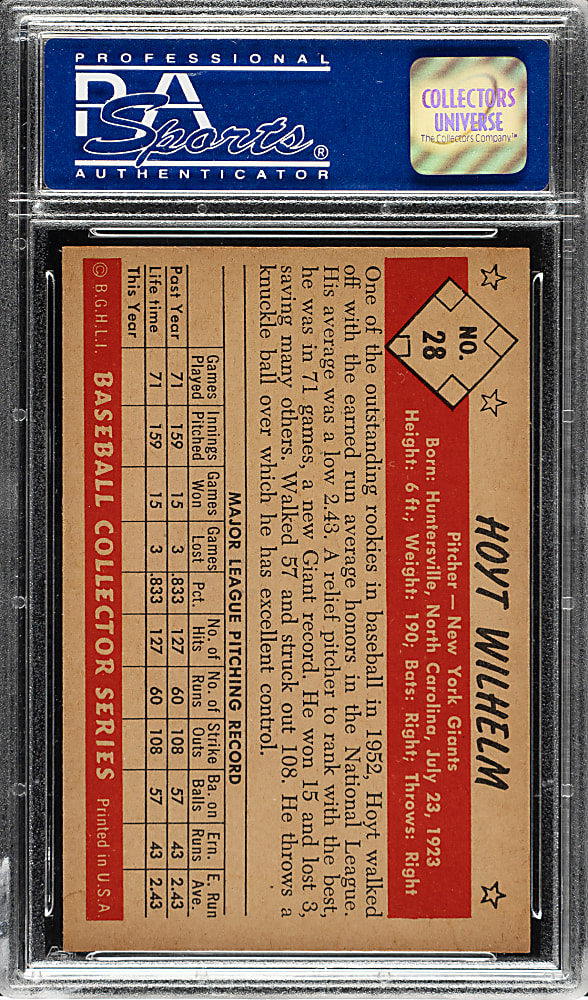 PROFESSIONAL
PSA
Sports®
AUTHENTICATOR
COLLECTORS
UNIVERSE
The Collectors Company™
NO.
28
HOYT WILHELM
Pitcher—New York Giants
Born: Huntersville, North Carolina, July 23, 1923
Height: 6 ft.; Weight: 190; Bats: Right; Throws: Right
One of the outstanding rookies in baseball in 1952, Hoyt walked
off with the earned run average honors in the National League.
His average was a low 2.43. A relief pitcher to rank with the best,
he was in 71 games, a new Giant record. He won 15 and lost 3,
saving many others. Walked 57 and struck out 108. He throws a
knuckle ball over which he has excellent control.
MAJOR LEAGUE PITCHING RECORD
Games Innings Games Games No. of No. of Strike Ba. on Ern. E. Run
Played Pitched Won Lost Pct. Hits Runs Outs Balls Runs Ave.
Past Year 71 159 15 3 .833 127 60 108 57 43 2.43
Life time 71 159 15 3 .833 127 60 108 57 43 2.43
This Year
© B.G.H.L.I. BASEBALL COLLECTOR SERIES Printed in U.S.A.